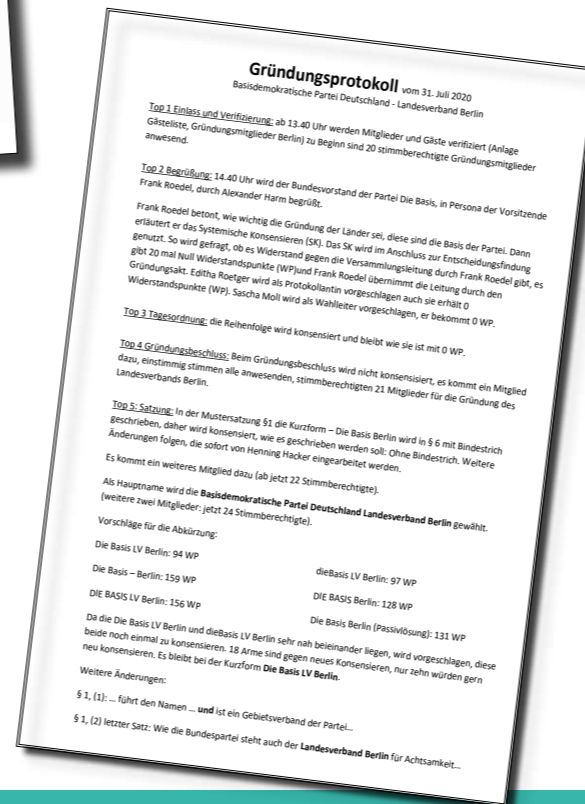 Gründungsprotokoll vom 31. Juli 2020
Basisdemokratische Partei Deutschland - Landesverband Berlin
Top 1 Einlass und Verifizierung: ab 13.40 Uhr werden Mitglieder und Gäste verifiziert (Anlage
Gästeliste, Gründungsmitglieder Berlin) zu Beginn sind 20 stimmberechtigte Gründungsmitglieder
anwesend.
Top 2 Begrüßung: 14.40 Uhr wird der Bundesvorstand der Partei Die Basis, in Persona der Vorsitzende
Frank Roedel, durch Alexander Harm begrüßt.
Frank Roedel betont, wie wichtig die Gründung der Länder sei, diese sind die Basis der Partei. Dann
erläutert er das Systemische Konsensieren (SK). Das SK wird im Anschluss zur Entscheidungsfindung
genutzt. So wird gefragt, ob es Widerstand gegen die Versammlungsleitung durch Frank Roedel gibt, es
gibt 20 mal Null Widerstandspunkte (WP)und Frank Roedel übernimmt die Leitung durch den
Gründungsakt. Editha Roetger wird als Protokollantin vorgeschlagen auch sie erhält 0
Widerstandspunkte (WP). Sascha Moll wird als Wahlleiter vorgeschlagen, er bekommt 0 WP.
Top 3 Tagesordnung: die Reihenfolge wird konsensiert und bleibt wie sie ist mit 0 WP.
Top 4 Gründungsbeschluss: Beim Gründungsbeschluss wird nicht konsensisiert, es kommt ein Mitglied
dazu, einstimmig stimmen alle anwesenden, stimmberechtigten 21 Mitglieder für die Gründung des
Landesverbands Berlin.
Top 5: Satzung: In der Mustersatzung §1 die Kurzform – Die Basis Berlin wird in § 6 mit Bindestrich
geschrieben, daher wird konsensiert, wie es geschrieben werden soll: Ohne Bindestrich. Weitere
Änderungen folgen, die sofort von Henning Hacker eingearbeitet werden.
Es kommt ein weiteres Mitglied dazu (ab jetzt 22 Stimmberechtigte).
Als Hauptname wird die Basisdemokratische Partei Deutschland Landesverband Berlin gewählt.
(weitere zwei Mitglieder: jetzt 24 Stimmberechtigte).
Vorschläge für die Abkürzung:
Die Basis LV Berlin: 94 WP
dieBasis LV Berlin: 97 WP
Die Basis – Berlin: 159 WP
DIE BASIS Berlin: 128 WP
DIE BASIS LV Berlin: 156 WP
Die Basis Berlin (Passivlösung): 131 WP
Da die Die Basis LV Berlin und dieBasis LV Berlin sehr nah beieinander liegen, wird vorgeschlagen, diese
beide noch einmal zu konsensieren. 18 Arme sind gegen neues Konsensieren, nur zehn würden gern
neu konsensieren. Es bleibt bei der Kurzform Die Basis LV Berlin.
Weitere Änderungen:
§ 1, (1): ... führt den Namen ... und ist ein Gebietsverband der Partei...
§ 1, (2) letzter Satz: Wie die Bundespartei steht auch der Landesverband Berlin für Achtsamkeit...